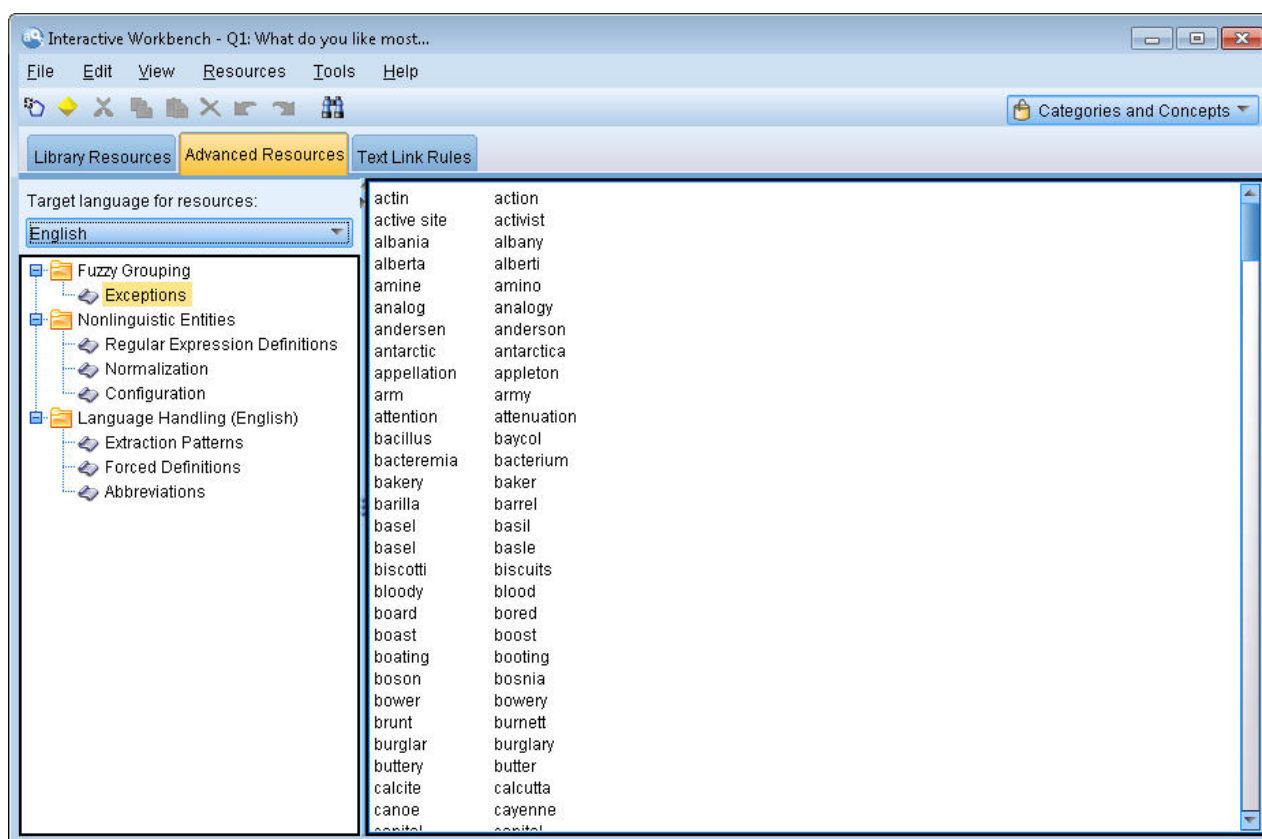 Interactive Workbench - Q1: What do you like most...
File Edit View Resources Tools Help
Categories and Concepts
Library Resources Advanced Resources Text Link Rules
Target language for resources:
English
Fuzzy Grouping
Exceptions
Nonlinguistic Entities
Regular Expression Definitions
Normalization
Configuration
Language Handling (English)
Extraction Patterns
Forced Definitions
Abbreviations
actin action
active site activist
albania albany
alberta alberti
amine amino
analog analogy
andersen anderson
antarctic antarctica
appellation appleton
arm army
attention attenuation
bacillus baycol
bacteremia bacterium
bakery baker
barilla barrel
basel basil
basel basle
biscotti biscuits
bloody blood
board bored
boast boost
boating booting
boson bosnia
bower bowery
brunt burnett
burglar burglary
buttery butter
calcite calcutta
canoe cayenne